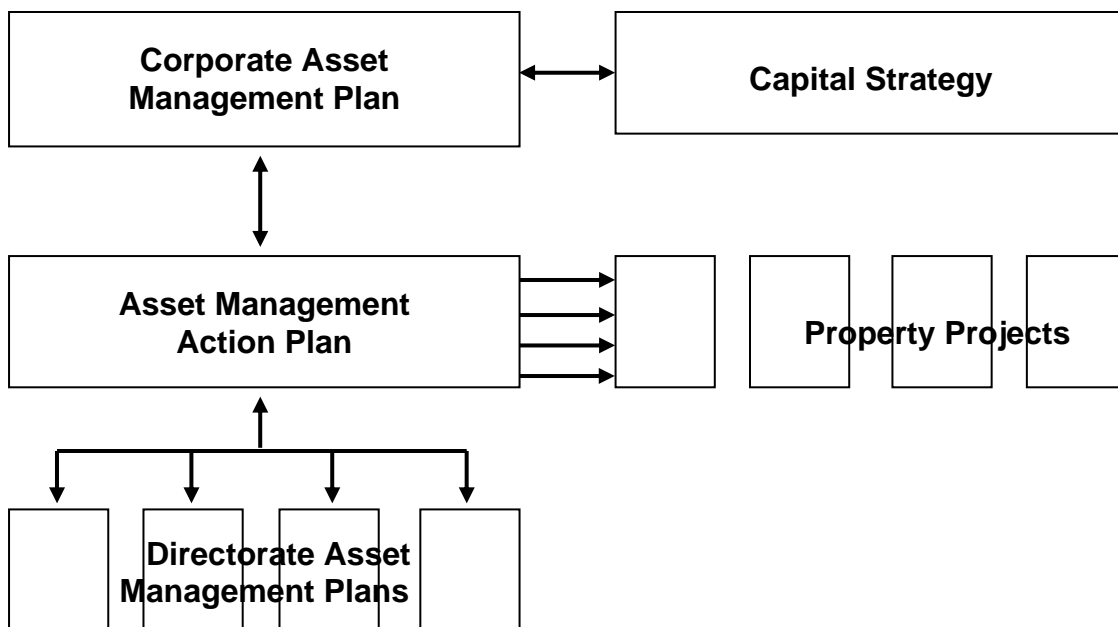 Corporate Asset
Management Plan
Capital Strategy
Asset Management
Action Plan
Property Projects
Directorate Asset
Management Plans